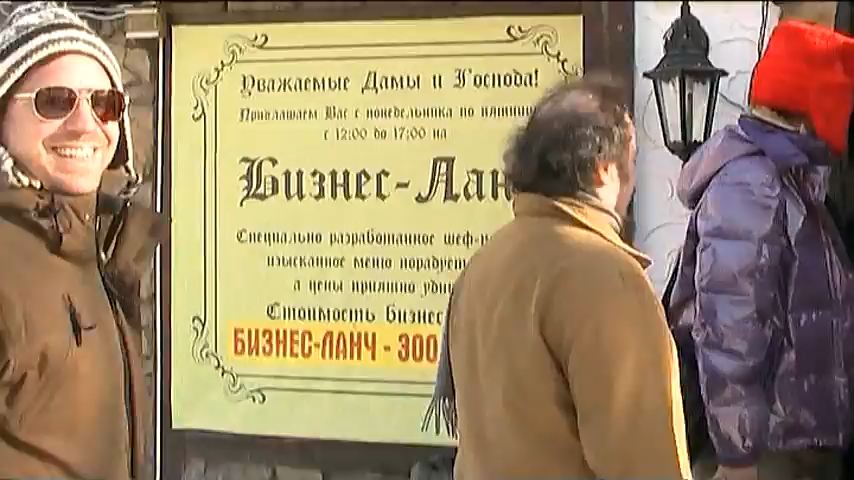 Уважаемые Дамы и Господа!
Приглашаем Вас с понедельника по
с 12:00 до 17:00 на
Бизнес-Лан
Специально разработанное шеф-
изысканное меню порадует
а цены приятно
Стоимость Бизнес
БИЗНЕС-ЛАНЧ - 300